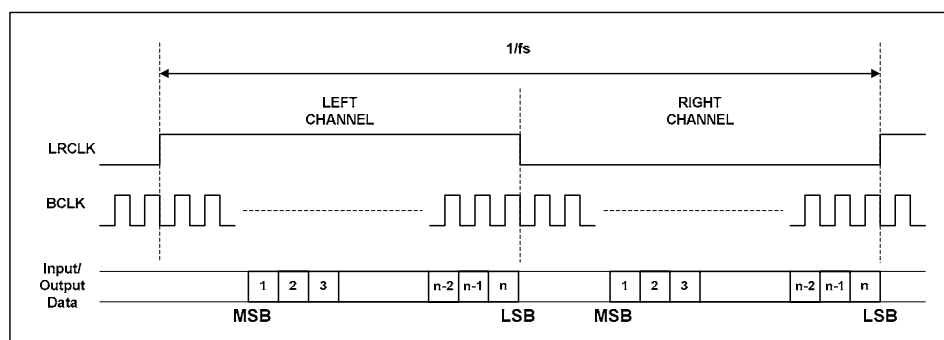 1/fs
LEFT
CHANNEL
RIGHT
CHANNEL
LRCLK
BCLK
Input/
Output
Data
1 2 3 n-2 n-1 n 1 2 3 n-2 n-1 n
MSB LSB MSB LSB